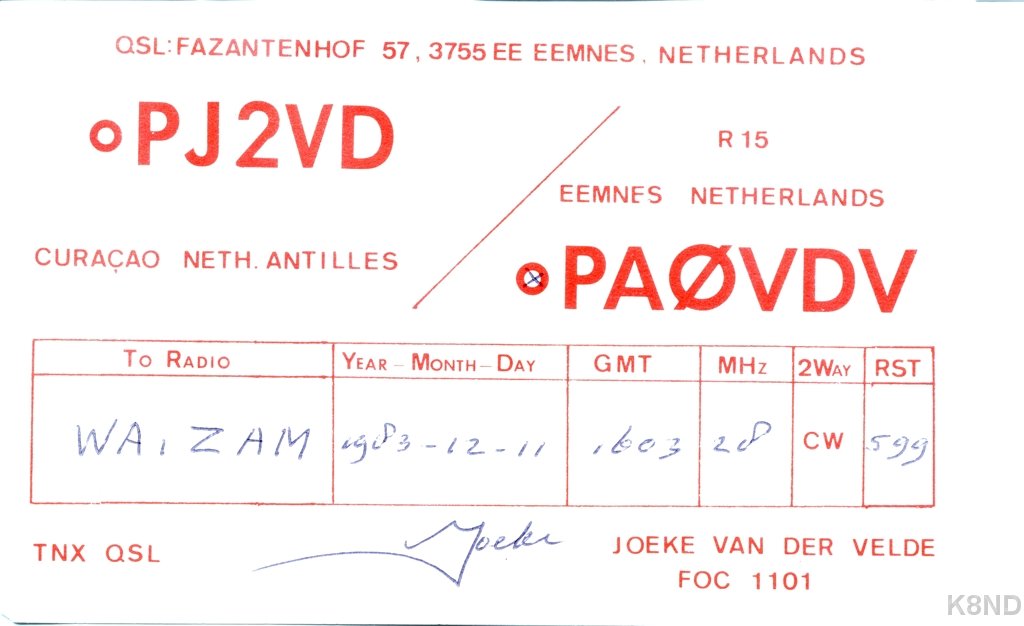 QSL: FAZANTENHOF 57, 3755 EE EEMNES, NETHERLANDS
PJ2VD
CURAÇAO NETH. ANTILLES
R 15
EEMNES NETHERLANDS
PAØVDV
TO RADIO YEAR – MONTH – DAY GMT MHZ 2WAY RST
WA1ZAM 1983-12-11 1603 28 CW 599
TNX QSL
Joeke
JOEKE VAN DER VELDE
FOC 1101
K8ND